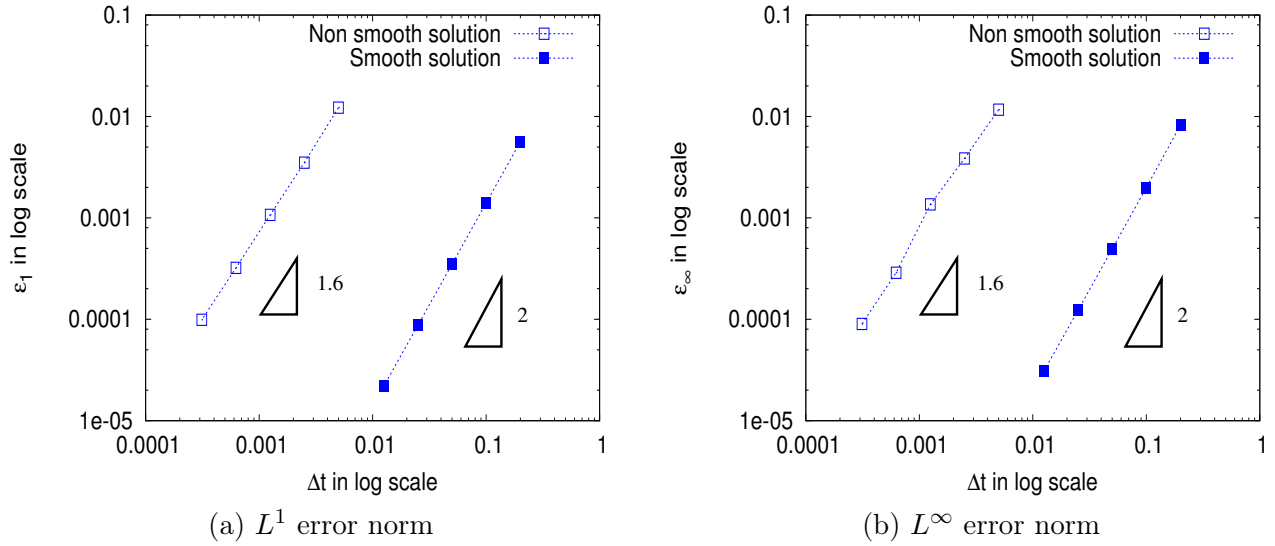 0.1
0.01
0.001
0.0001
1e-05
0.0001 0.001 0.01 0.1 1
ε1 in log scale
Δt in log scale
Non smooth solution
Smooth solution
1.6
2
(a) L¹ error norm
0.1
0.01
0.001
0.0001
1e-05
0.0001 0.001 0.01 0.1 1
ε∞ in log scale
Δt in log scale
Non smooth solution
Smooth solution
1.6
2
(b) L∞ error norm